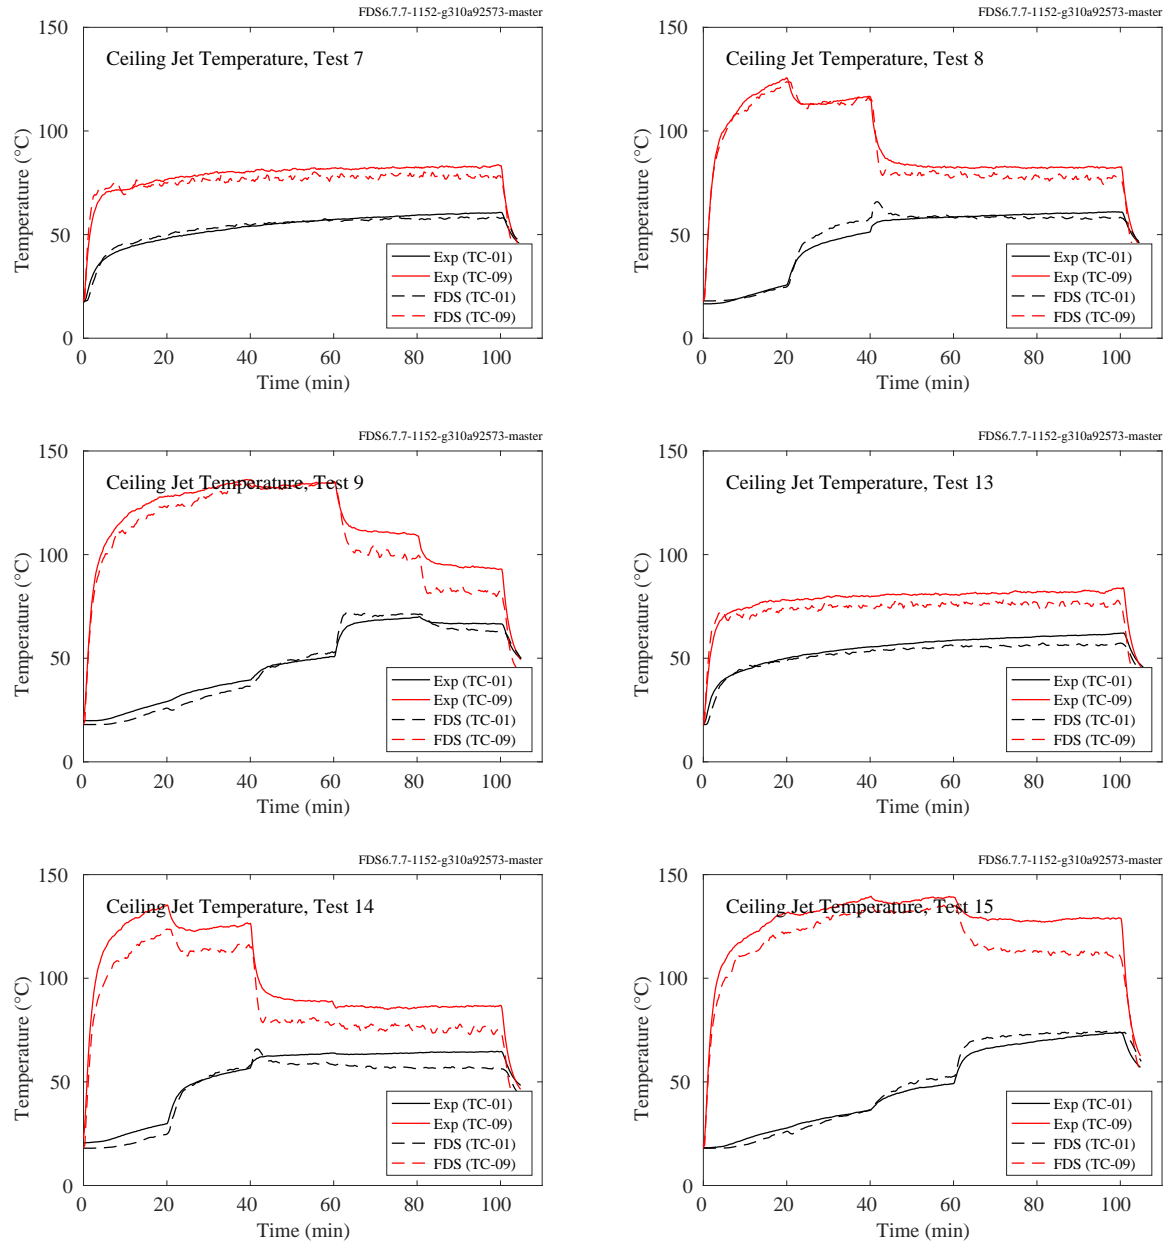 FDS6.7.7-1152-g310a92573-master
Ceiling Jet Temperature, Test 7
Temperature (°C)
150
100
50
0
Exp (TC-01)
Exp (TC-09)
FDS (TC-01)
FDS (TC-09)
0 20 40 60 80 100
Time (min)
FDS6.7.7-1152-g310a92573-master
Ceiling Jet Temperature, Test 8
Temperature (°C)
150
100
50
0
Exp (TC-01)
Exp (TC-09)
FDS (TC-01)
FDS (TC-09)
0 20 40 60 80 100
Time (min)
FDS6.7.7-1152-g310a92573-master
Ceiling Jet Temperature, Test 9
Temperature (°C)
150
100
50
0
Exp (TC-01)
Exp (TC-09)
FDS (TC-01)
FDS (TC-09)
0 20 40 60 80 100
Time (min)
FDS6.7.7-1152-g310a92573-master
Ceiling Jet Temperature, Test 13
Temperature (°C)
150
100
50
0
Exp (TC-01)
Exp (TC-09)
FDS (TC-01)
FDS (TC-09)
0 20 40 60 80 100
Time (min)
FDS6.7.7-1152-g310a92573-master
Ceiling Jet Temperature, Test 14
Temperature (°C)
150
100
50
0
Exp (TC-01)
Exp (TC-09)
FDS (TC-01)
FDS (TC-09)
0 20 40 60 80 100
Time (min)
FDS6.7.7-1152-g310a92573-master
Ceiling Jet Temperature, Test 15
Temperature (°C)
150
100
50
0
Exp (TC-01)
Exp (TC-09)
FDS (TC-01)
FDS (TC-09)
0 20 40 60 80 100
Time (min)